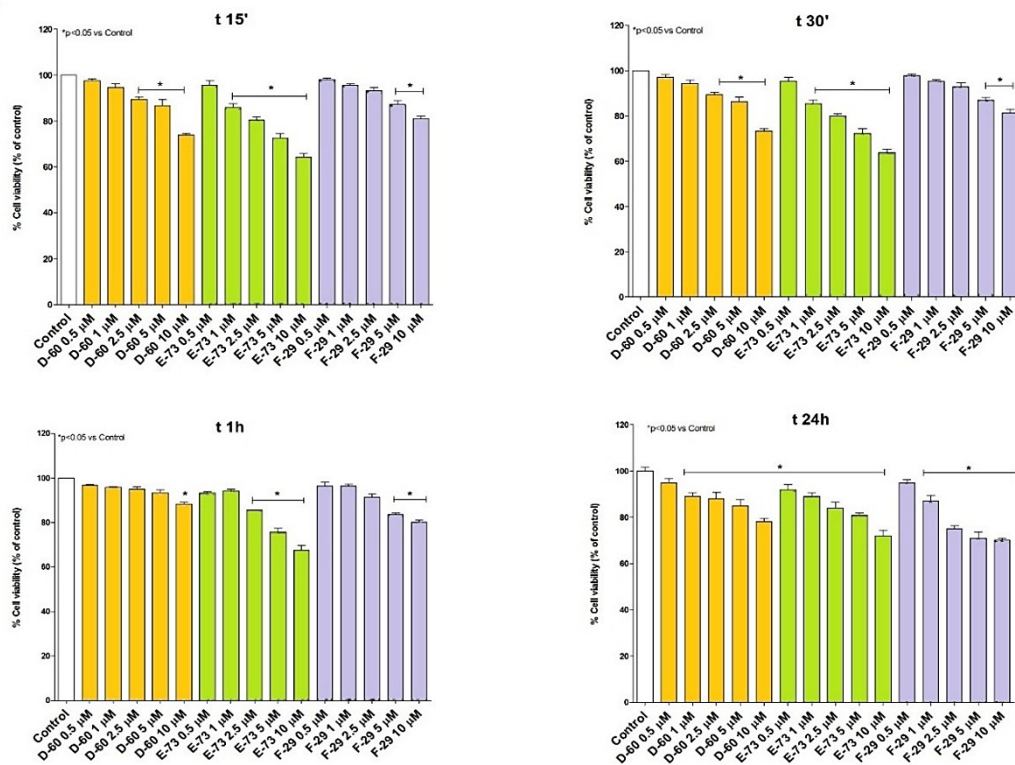 t 15'
*p<0.05 vs Control
% Cell viability (% of control)
120
100
80
60
40
20
0
* * *
Control
D-60 0.5 µM
D-60 1 µM
D-60 2.5 µM
D-60 5 µM
D-60 10 µM
E-73 0.5 µM
E-73 1 µM
E-73 2.5 µM
E-73 5 µM
E-73 10 µM
F-29 0.5 µM
F-29 1 µM
F-29 2.5 µM
F-29 5 µM
F-29 10 µM
t 30'
*p<0.05 vs Control
% Cell viability (% of control)
120
100
80
60
40
20
0
* * *
Control
D-60 0.5 µM
D-60 1 µM
D-60 2.5 µM
D-60 5 µM
D-60 10 µM
E-73 0.5 µM
E-73 1 µM
E-73 2.5 µM
E-73 5 µM
E-73 10 µM
F-29 0.5 µM
F-29 1 µM
F-29 2.5 µM
F-29 5 µM
F-29 10 µM
t 1h
*p<0.05 vs Control
% Cell viability (% of control)
120
100
80
60
40
20
0
* * *
Control
D-60 0.5 µM
D-60 1 µM
D-60 2.5 µM
D-60 5 µM
D-60 10 µM
E-73 0.5 µM
E-73 1 µM
E-73 2.5 µM
E-73 5 µM
E-73 10 µM
F-29 0.5 µM
F-29 1 µM
F-29 2.5 µM
F-29 5 µM
F-29 10 µM
t 24h
*p<0.05 vs Control
% Cell viability (% of control)
120
100
80
60
40
20
0
* *
Control
D-60 0.5 µM
D-60 1 µM
D-60 2.5 µM
D-60 5 µM
D-60 10 µM
E-73 0.5 µM
E-73 1 µM
E-73 2.5 µM
E-73 5 µM
E-73 10 µM
F-29 0.5 µM
F-29 1 µM
F-29 2.5 µM
F-29 5 µM
F-29 10 µM